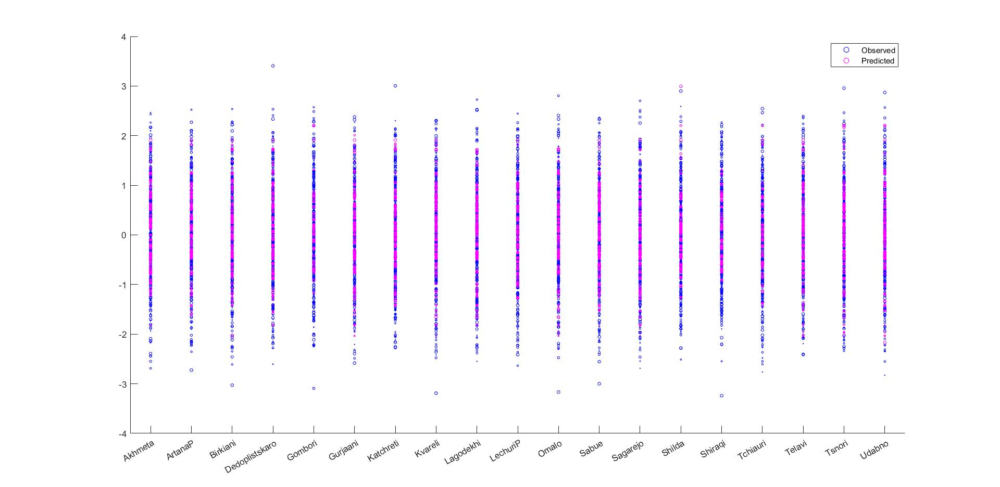 4
3
2
1
0
-1
-2
-3
-4
Observed
Predicted
Akhmeta
ArtanaP
Birkiani
Dedoplistskaro
Gombori
Gurjaani
Katchreti
Kvareli
Lagodekhi
LechuriP
Omalo
Sabue
Sagarejo
Shilda
Shiraqi
Tchiauri
Telavi
Tsnori
Udabno